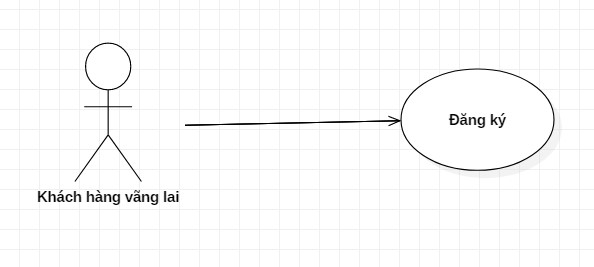 Đăng ký
Khách hàng vãng lai